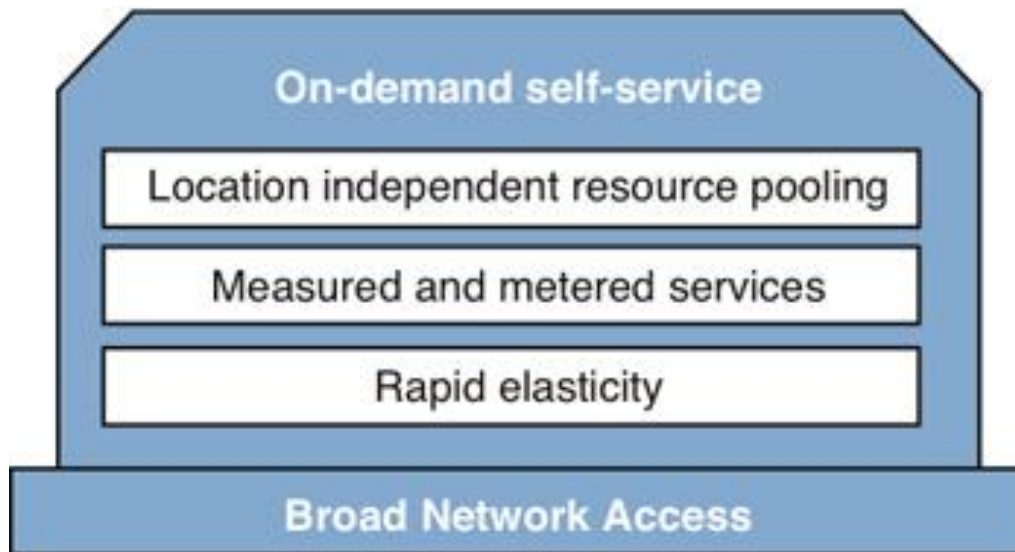 On-demand self-service
Location independent resource pooling
Measured and metered services
Rapid elasticity
Broad Network Access